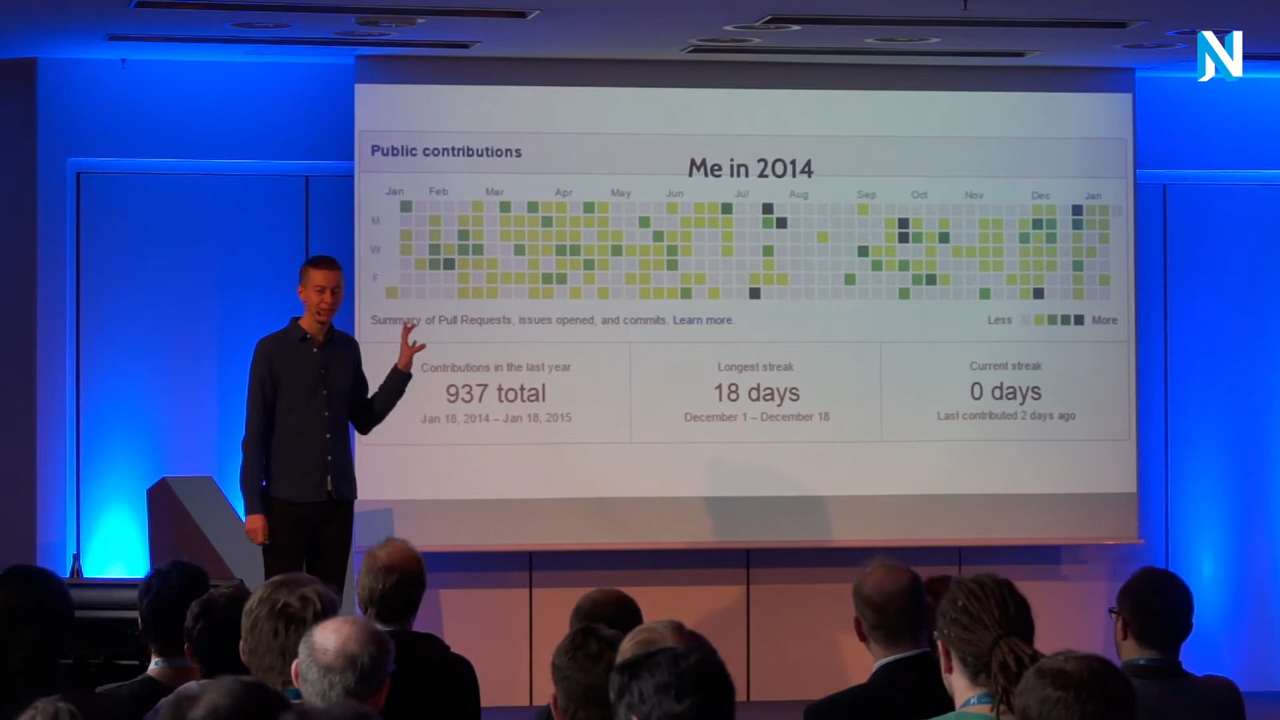 N
Public contributions
Me in 2014
Jan Feb Mar Apr May Jun Jul Aug Sep Oct Nov Dec Jan
M
W
F
Summary of Pull Requests, issues opened, and commits. Learn more.
Less More
Contributions in the last year
937 total
Jan 18, 2014 – Jan 18, 2015
Longest streak
18 days
December 1 – December 18
Current streak
0 days
Last contributed 2 days ago